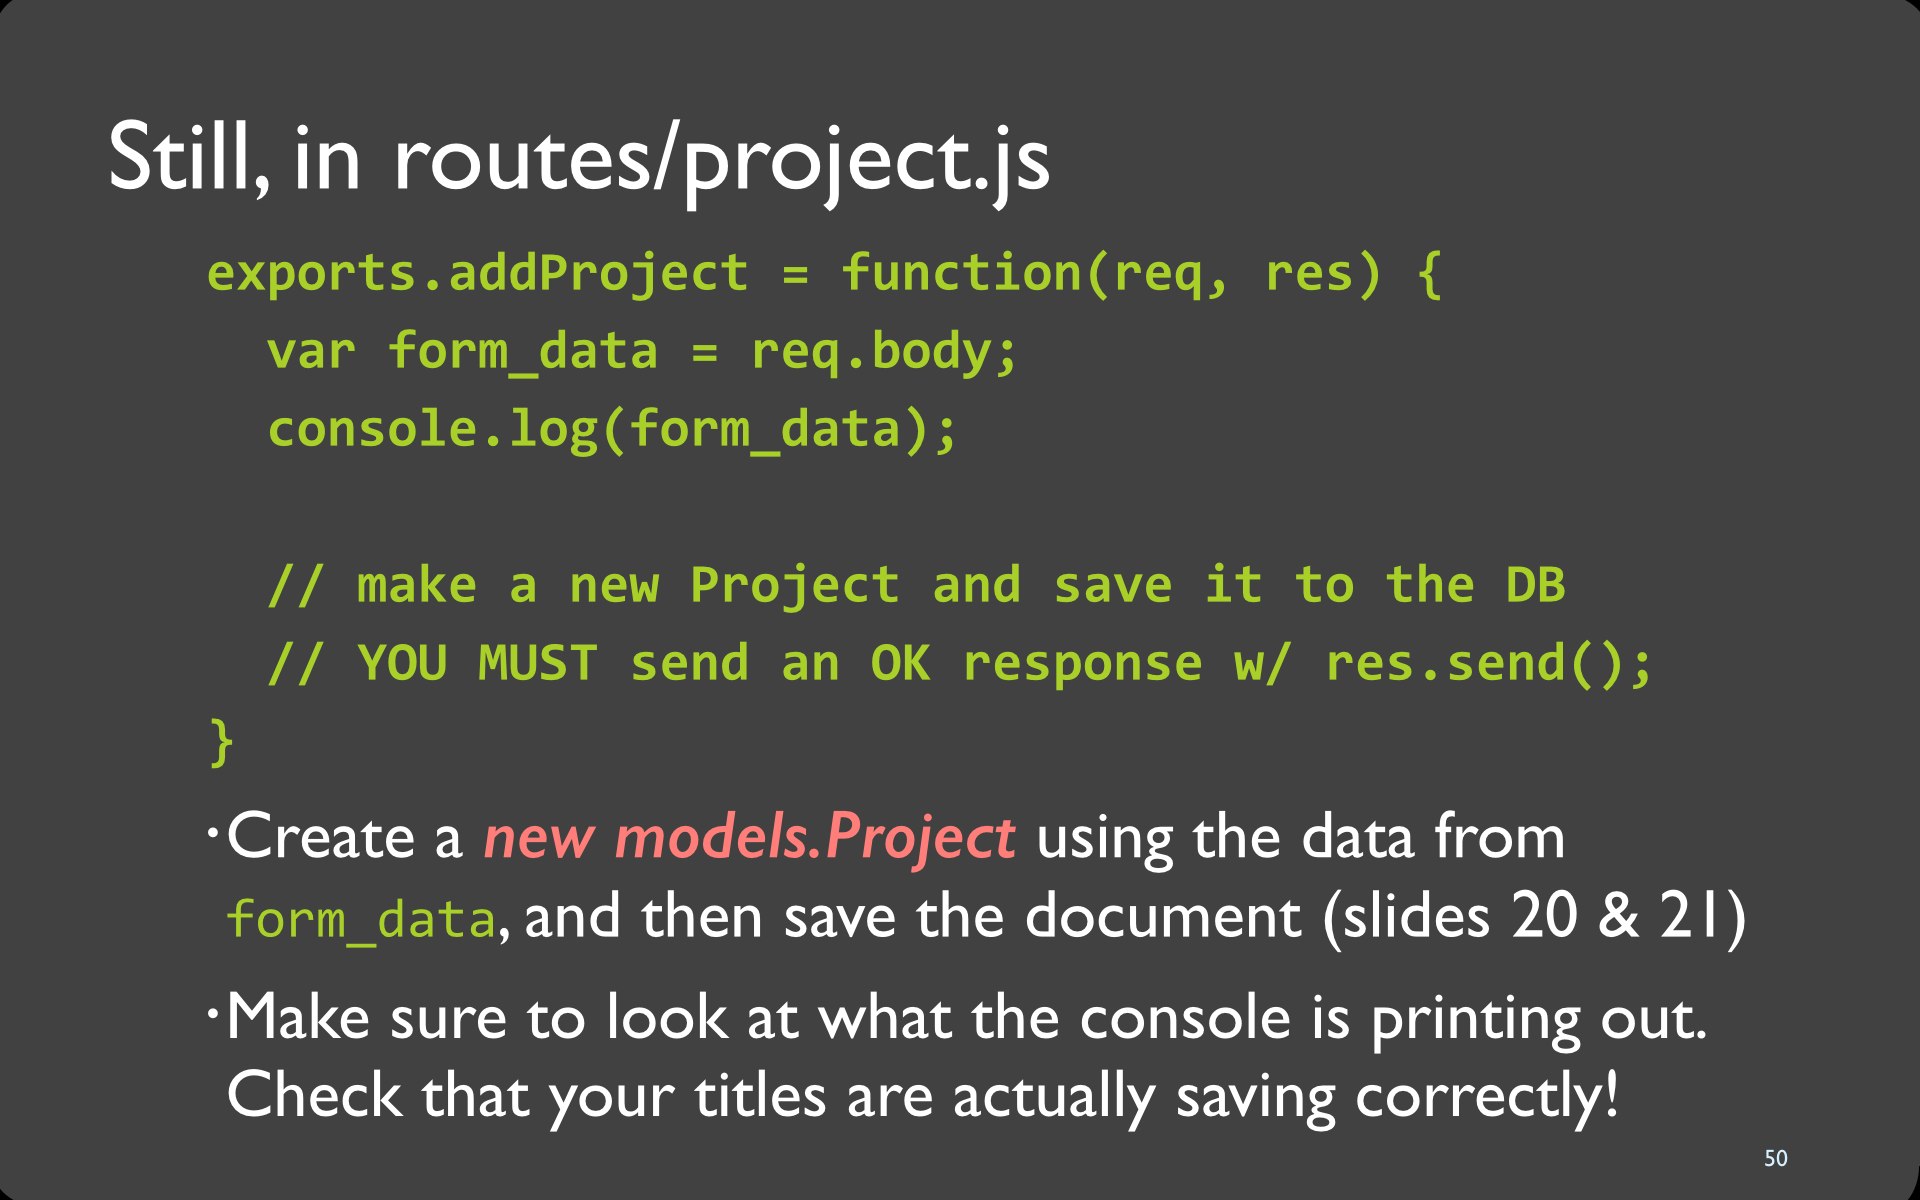 Still, in routes/project.js
exports.addProject = function(req, res) {
  var form_data = req.body;
  console.log(form_data);
  // make a new Project and save it to the DB
  // YOU MUST send an OK response w/ res.send();
}
•Create a new models.Project using the data from
form_data, and then save the document (slides 20 & 21)
•Make sure to look at what the console is printing out.
Check that your titles are actually saving correctly!
50